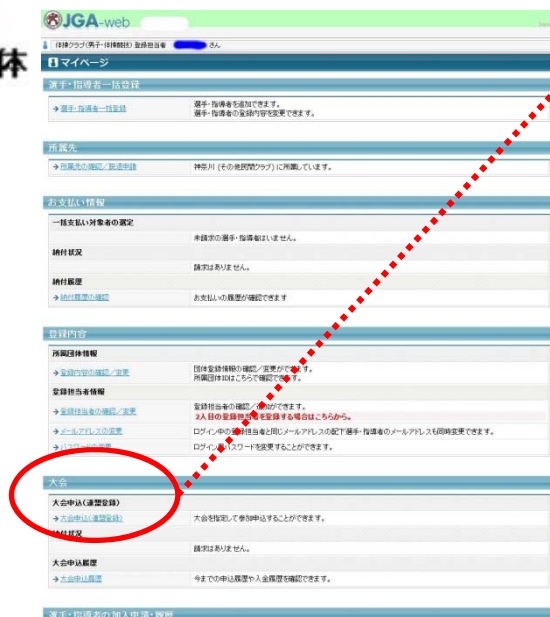 JGA-web
体
体操クラブ(男子・体操競技) 登録担当者 さん
マイページ
選手・指導者一括登録
→選手・指導者一括登録 選手・指導者を追加できます。
選手・指導者の登録内容を変更できます。
所属先
→所属先の確認/脱退申請 神奈川(その他民間クラブ)に所属しています。
お支払い情報
一括支払い対象者の選定
未請求の選手・指導者はいません。
納付状況
請求はありません。
納付履歴
→納付履歴の確認 お支払いの履歴が確認できます
登録内容
所属団体情報
→登録内容の確認/変更 団体登録情報の確認/変更ができます。
所属団体IDはこちらで確認できます。
登録担当者情報
→登録担当者の確認/変更 登録担当者の確認/追加ができます。
2人目の登録担当者を登録する場合はこちらから。
→メールアドレスの変更 ログイン中の登録担当者と同じメールアドレスの配下選手・指導者のメールアドレスも同時変更できます。
→パスワードの変更 ログイン用パスワードを変更することができます。
大会
大会申込(連盟登録)
→大会申込(連盟登録) 大会を指定して参加申込することができます。
納付状況
請求はありません。
大会申込履歴
→大会申込履歴 今までの申込履歴や入金履歴を確認できます。
選手・指導者の加入申請・履歴